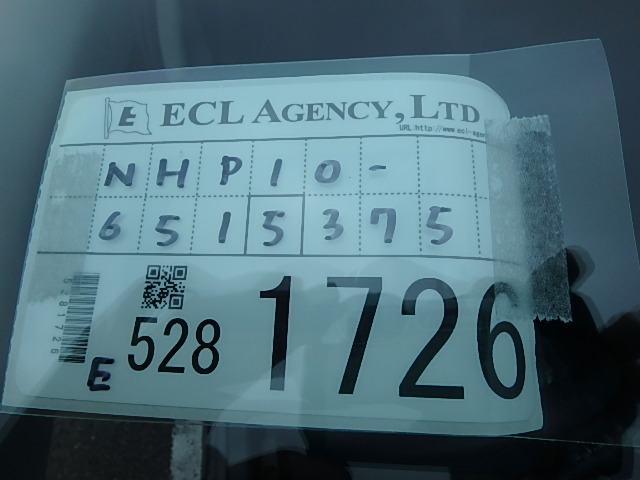 E ECL AGENCY, LTD
URL:http://www.ecl-agen
NHP10-
6515375
E 528 1726